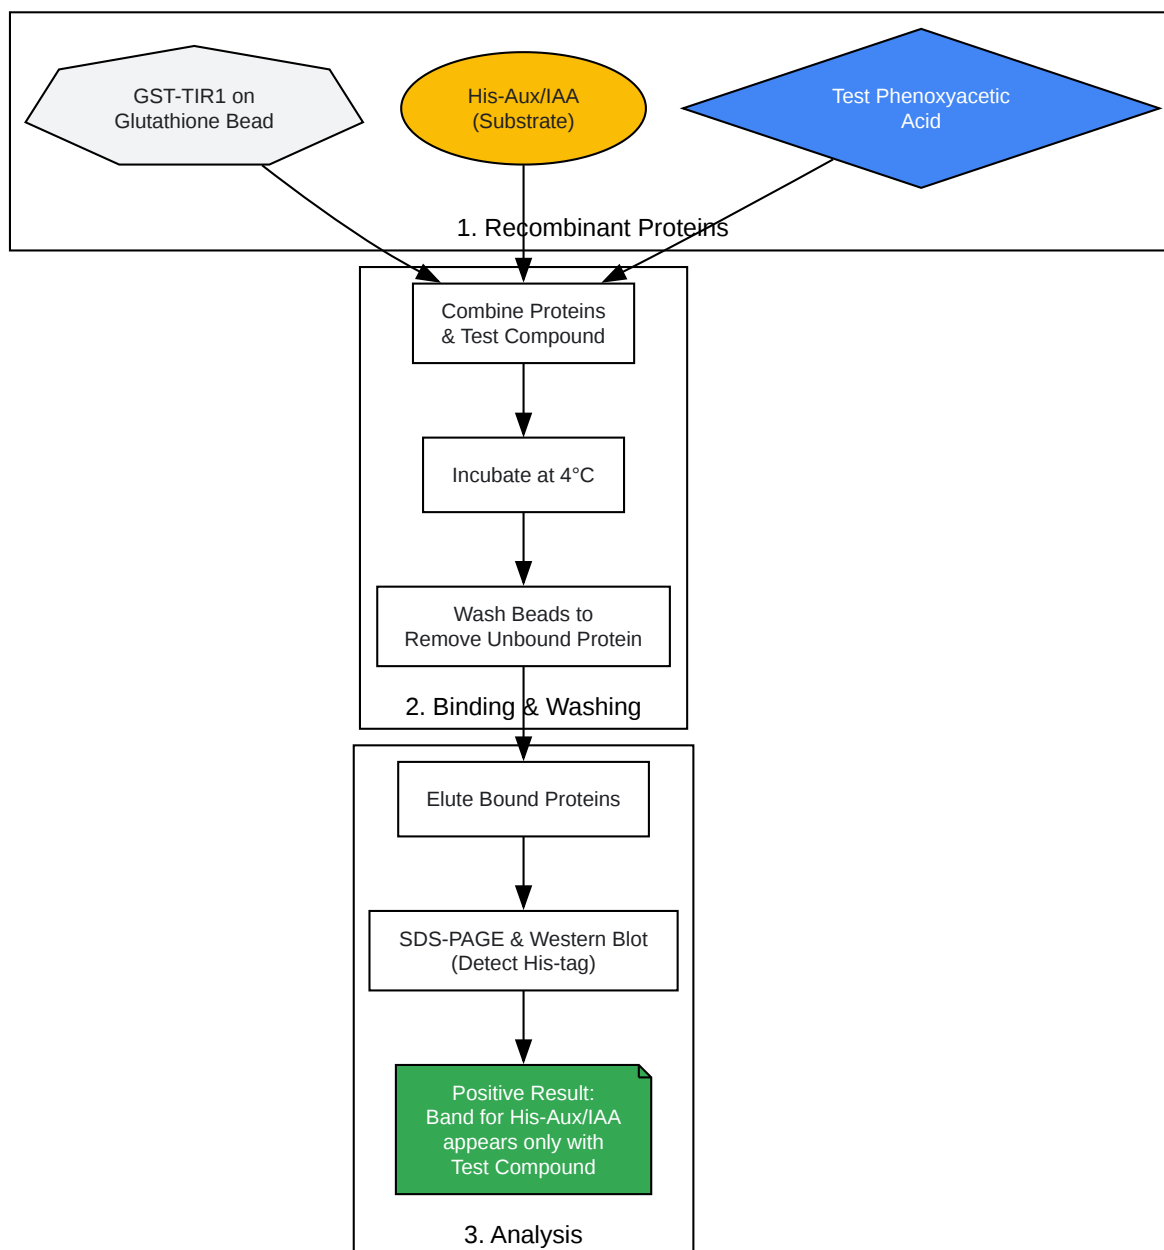 GST-TIR1 on
Glutathione Bead
His-Aux/IAA
(Substrate)
Test Phenoxyacetic
Acid
1. Recombinant Proteins
Combine Proteins
& Test Compound
Incubate at 4°C
Wash Beads to
Remove Unbound Protein
2. Binding & Washing
Elute Bound Proteins
SDS-PAGE & Western Blot
(Detect His-tag)
Positive Result:
Band for His-Aux/IAA
appears only with
Test Compound
3. Analysis